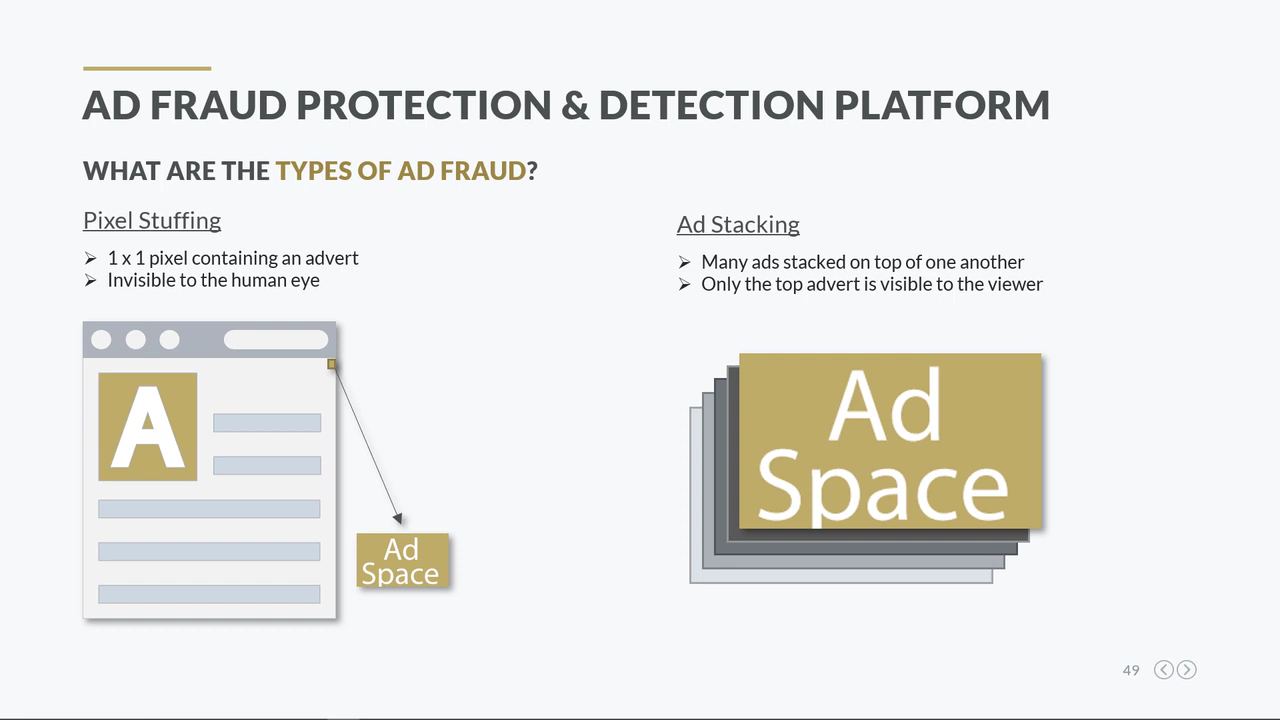 AD FRAUD PROTECTION & DETECTION PLATFORM
WHAT ARE THE TYPES OF AD FRAUD?
Pixel Stuffing
➢ 1 x 1 pixel containing an advert
➢ Invisible to the human eye
A
Ad
Space
Ad Stacking
➢ Many ads stacked on top of one another
➢ Only the top advert is visible to the viewer
Ad
Space
49